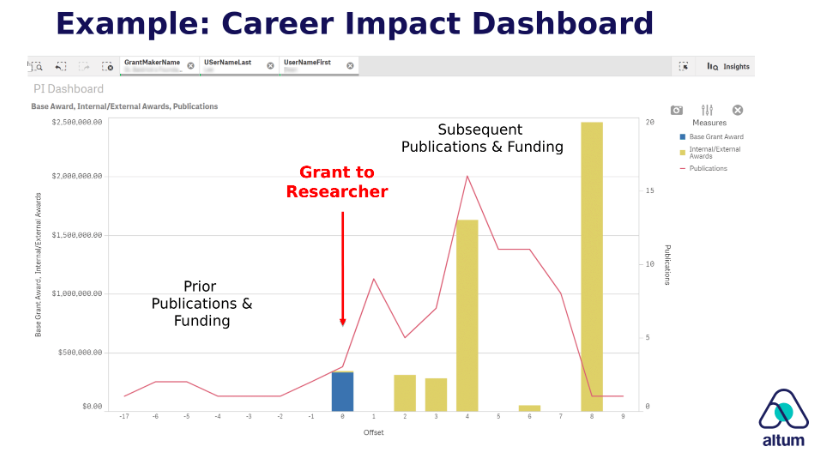 Example: Career Impact Dashboard
GrantMakerName
USerNameLast
UserNameFirst
Insights
PI Dashboard
Base Award, Internal/External Awards, Publications
Measures
Base Grant Award
Internal/External
Awards
Publications
Subsequent
Publications & Funding
Grant to
Researcher
Prior
Publications &
Funding
Base Grant Award, Internal/External Awards
$2,500,000.00
$2,000,000.00
$1,500,000.00
$1,000,000.00
$500,000.00
$0.00
20
15
10
5
0
Publications
-17 -6 -5 -4 -3 -2 -1 0 1 2 3 4 5 6 7 8 9
Offset
altum